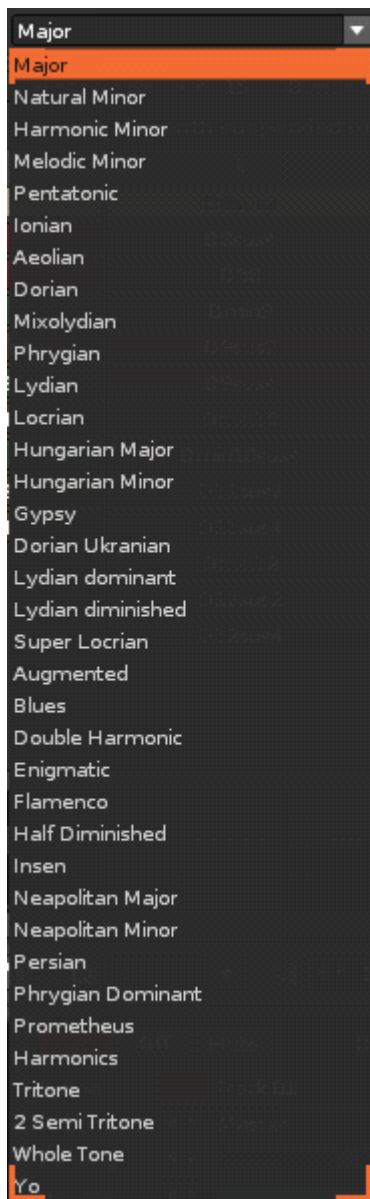 Major
Major
Natural Minor
Harmonic Minor
Melodic Minor
Pentatonic
Ionian
Aeolian
Dorian
Mixolydian
Phrygian
Lydian
Locrian
Hungarian Major
Hungarian Minor
Gypsy
Dorian Ukranian
Lydian dominant
Lydian diminished
Super Locrian
Augmented
Blues
Double Harmonic
Enigmatic
Flamenco
Half Diminished
Insen
Neapolitan Major
Neapolitan Minor
Persian
Phrygian Dominant
Prometheus
Harmonics
Tritone
2 Semi Tritone
Whole Tone
Yo